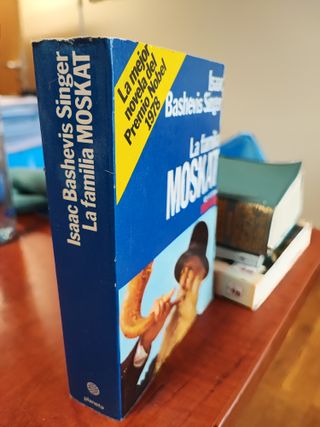 Isaac Bashevis Singer
La familia MOSKAT
planeta
La mejor
novela del
Premio Nobel
1978
Isaac
Bashevis Singer
La familia
MOSKAT